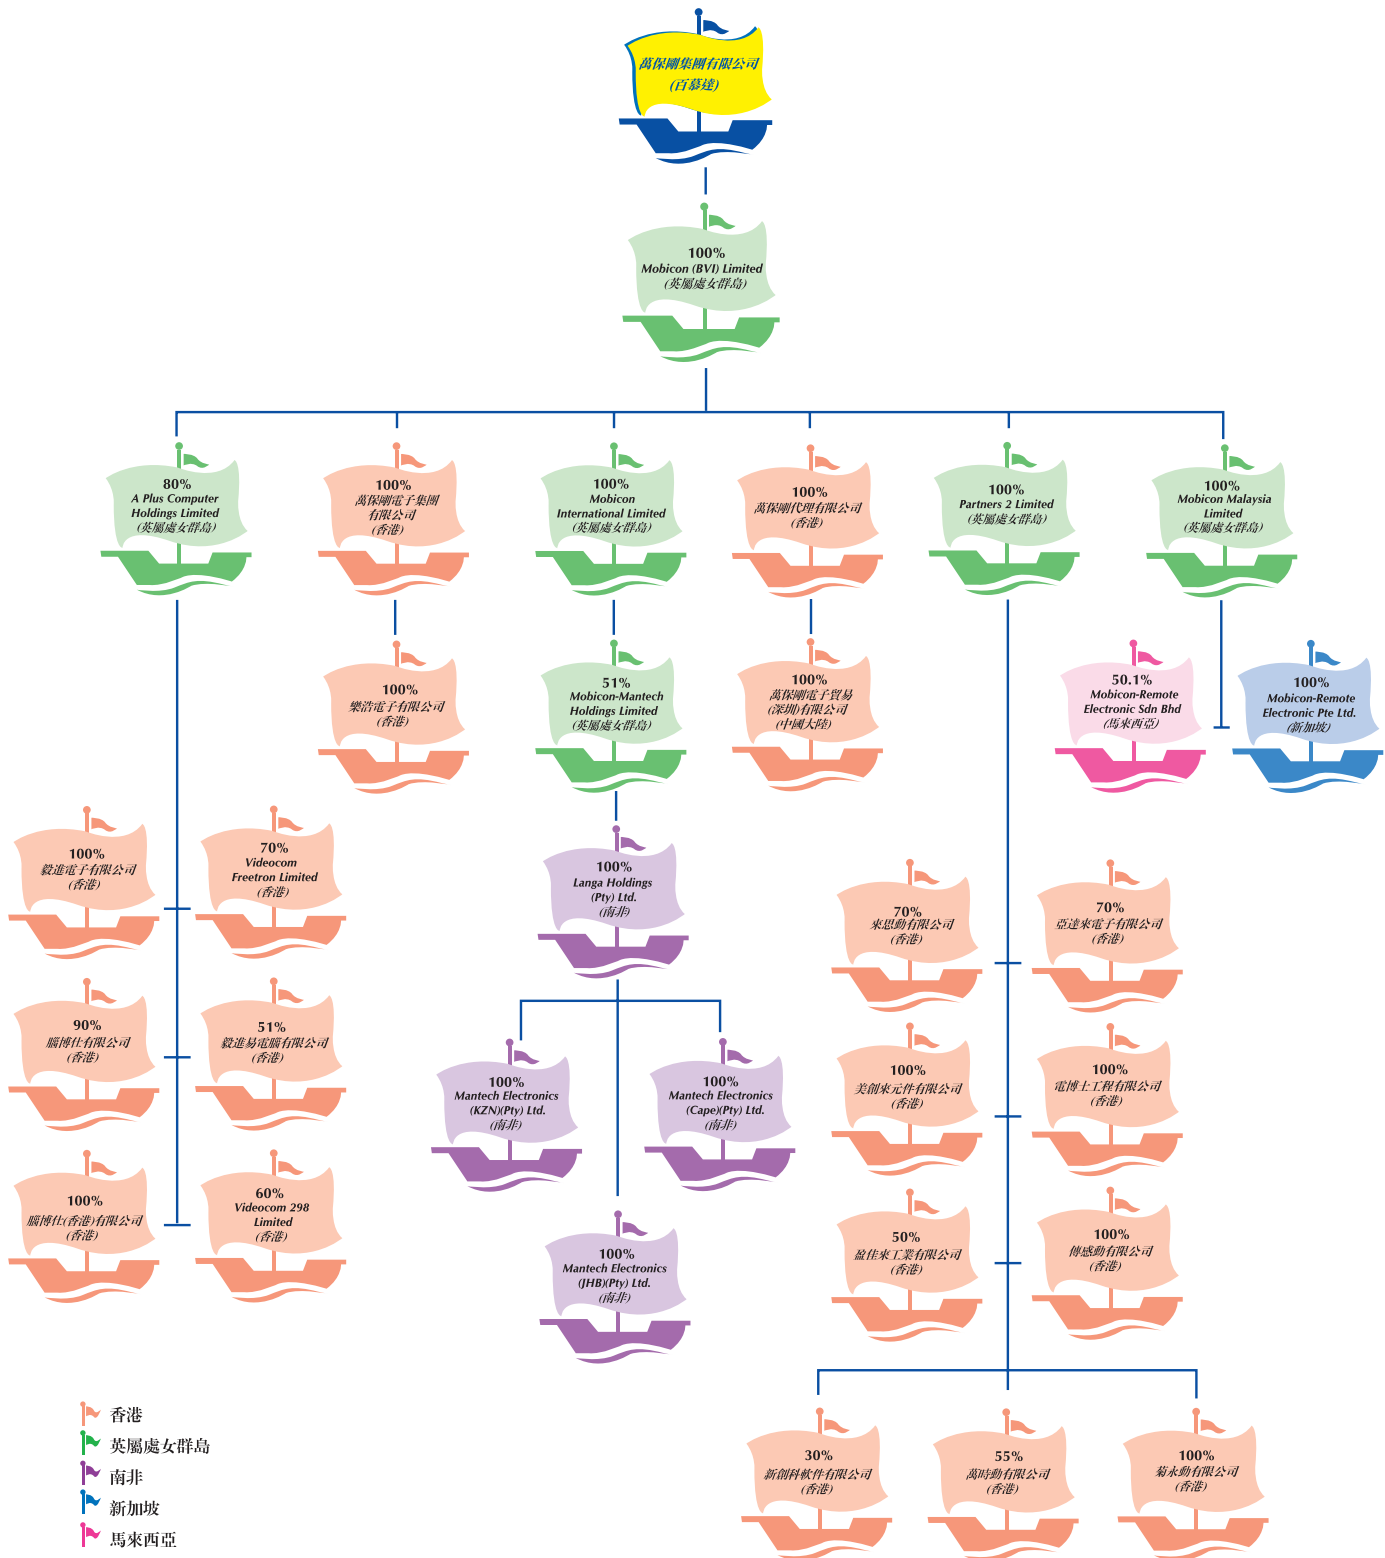 萬保剛集團有限公司
(百慕達)
100%
Mobicon (BVI) Limited
(英屬處女群島)
80%
A Plus Computer
Holdings Limited
(英屬處女群島)
100%
萬保剛電子集團
有限公司
(香港)
100%
Mobicon
International Limited
(英屬處女群島)
100%
萬保剛代理有限公司
(香港)
100%
Partners 2 Limited
(英屬處女群島)
100%
Mobicon Malaysia
Limited
(英屬處女群島)
100%
樂浩電子有限公司
(香港)
51%
Mobicon-Mantech
Holdings Limited
(英屬處女群島)
100%
萬保剛電子貿易
(深圳)有限公司
(中國大陸)
50.1%
Mobicon-Remote
Electronic Sdn Bhd
(馬來西亞)
100%
Mobicon-Remote
Electronic Pte Ltd.
(新加坡)
100%
毅進電子有限公司
(香港)
70%
Videocom
Freetron Limited
(香港)
100%
Langa Holdings
(Pty) Ltd.
(南非)
70%
來思動有限公司
(香港)
70%
亞達來電子有限公司
(香港)
90%
腦博仕有限公司
(香港)
51%
毅進易電腦有限公司
(香港)
100%
Mantech Electronics
(KZN)(Pty) Ltd.
(南非)
100%
Mantech Electronics
(Cape)(Pty) Ltd.
(南非)
100%
美創來元件有限公司
(香港)
100%
電博士工程有限公司
(香港)
100%
腦博仕(香港)有限公司
(香港)
60%
Videocom 298
Limited
(香港)
100%
Mantech Electronics
(JHB)(Pty) Ltd.
(南非)
50%
盈佳來工業有限公司
(香港)
100%
傳感動有限公司
(香港)
30%
新創科軟件有限公司
(香港)
55%
萬時動有限公司
(香港)
100%
菊永動有限公司
(香港)
香港
英屬處女群島
南非
新加坡
馬來西亞